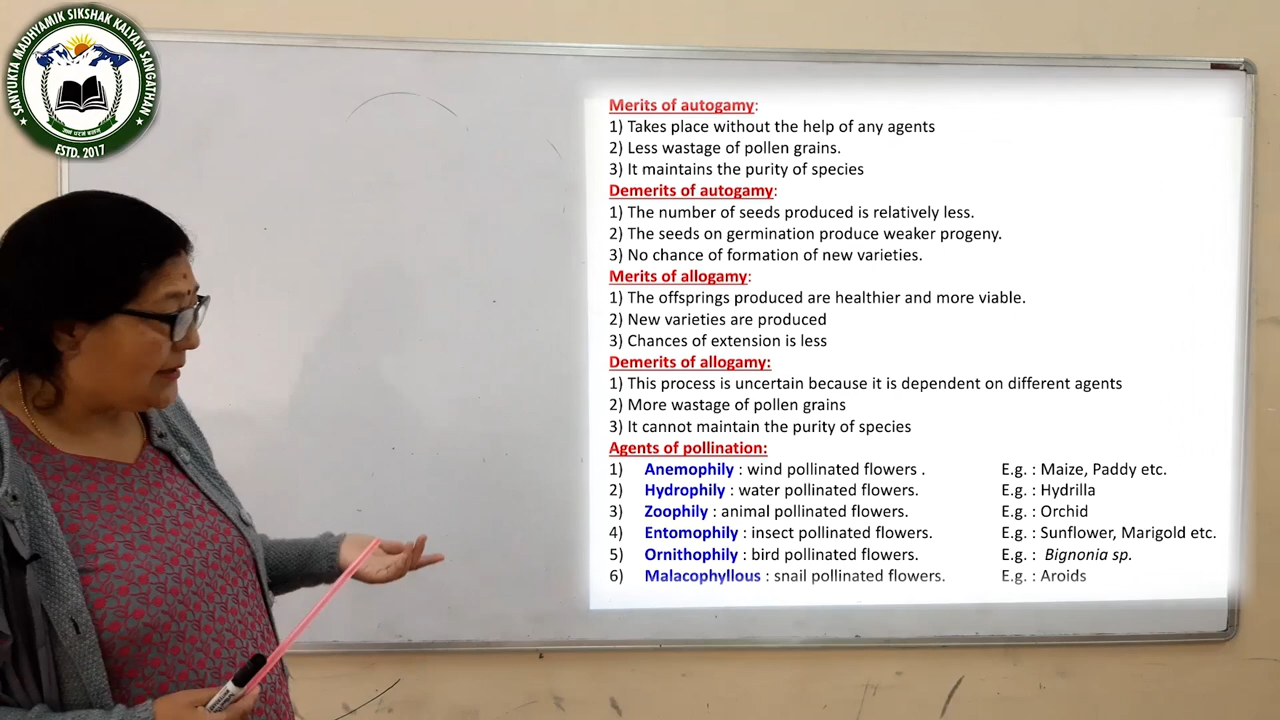 SANYUKTA MADHYAMIK SIKSHAK KALYAN SANGATHAN
ESTD. 2017
Merits of autogamy:
1) Takes place without the help of any agents
2) Less wastage of pollen grains.
3) It maintains the purity of species
Demerits of autogamy:
1) The number of seeds produced is relatively less.
2) The seeds on germination produce weaker progeny.
3) No chance of formation of new varieties.
Merits of allogamy:
1) The offsprings produced are healthier and more viable.
2) New varieties are produced
3) Chances of extension is less
Demerits of allogamy:
1) This process is uncertain because it is dependent on different agents
2) More wastage of pollen grains
3) It cannot maintain the purity of species
Agents of pollination:
1) Anemophily : wind pollinated flowers . E.g. : Maize, Paddy etc.
2) Hydrophily : water pollinated flowers. E.g. : Hydrilla
3) Zoophily : animal pollinated flowers. E.g. : Orchid
4) Entomophily : insect pollinated flowers. E.g. : Sunflower, Marigold etc.
5) Ornithophily : bird pollinated flowers. E.g. : Bignonia sp.
6) Malacophyllous : snail pollinated flowers. E.g. : Aroids